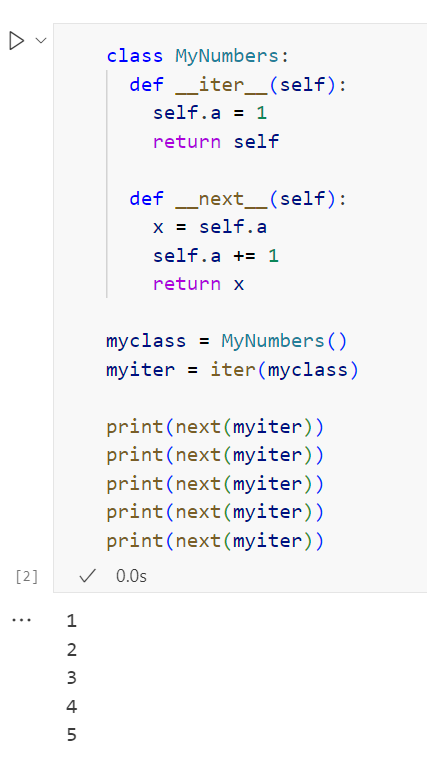 class MyNumbers:
  def __iter__(self):
    self.a = 1
    return self

  def __next__(self):
    x = self.a
    self.a += 1
    return x

myclass = MyNumbers()
myiter = iter(myclass)

print(next(myiter))
print(next(myiter))
print(next(myiter))
print(next(myiter))
print(next(myiter))
[2] ✓ 0.0s
... 1
2
3
4
5